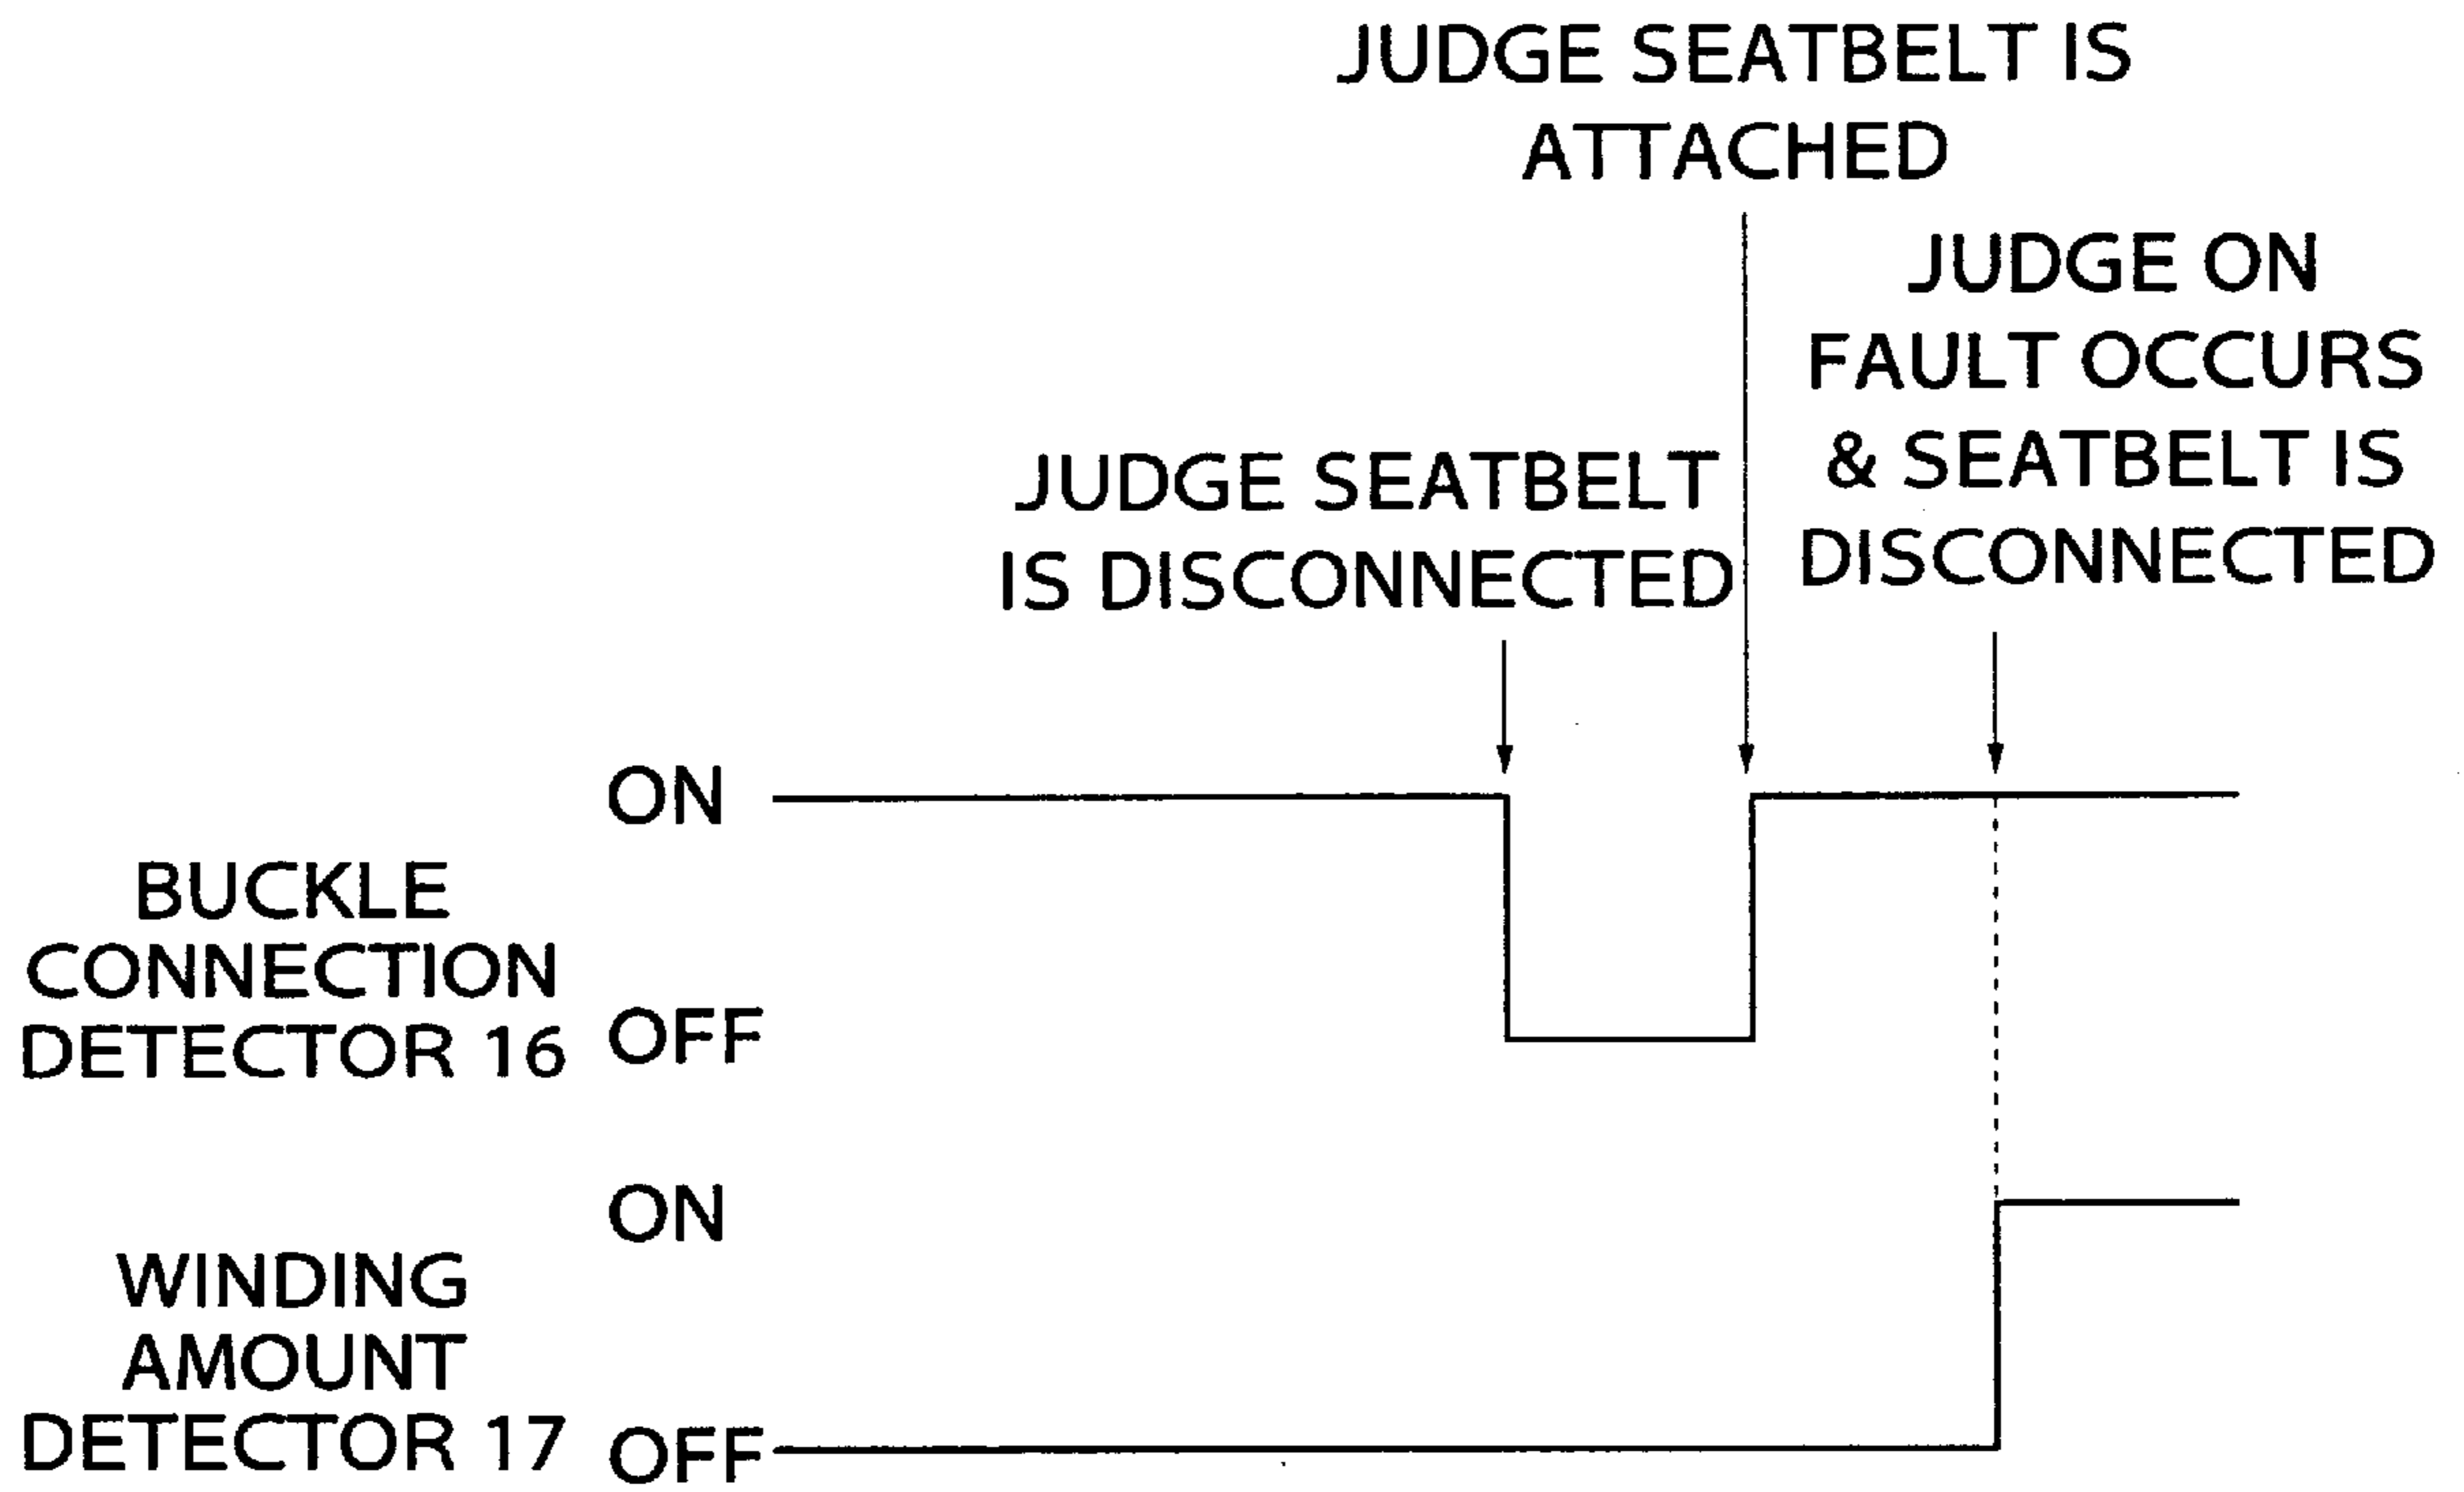 JUDGE SEATBELT IS
ATTACHED
JUDGE ON
FAULT OCCURS
& SEATBELT IS
DISCONNECTED
JUDGE SEATBELT
IS DISCONNECTED
ON
BUCKLE
CONNECTION
DETECTOR 16
OFF
ON
WINDING
AMOUNT
DETECTOR 17
OFF